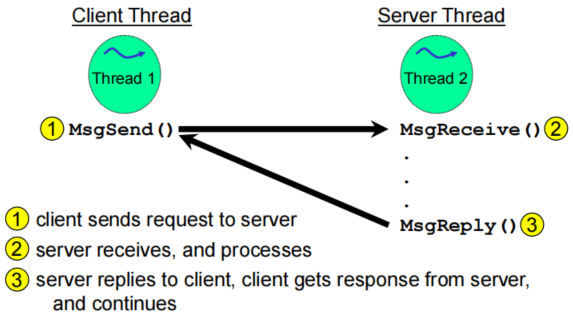 Client Thread
Server Thread
Thread 1
Thread 2
1 MsgSend()
MsgReceive() 2
.
.
.
MsgReply() 3
1 client sends request to server
2 server receives, and processes
3 server replies to client, client gets response from server,
and continues